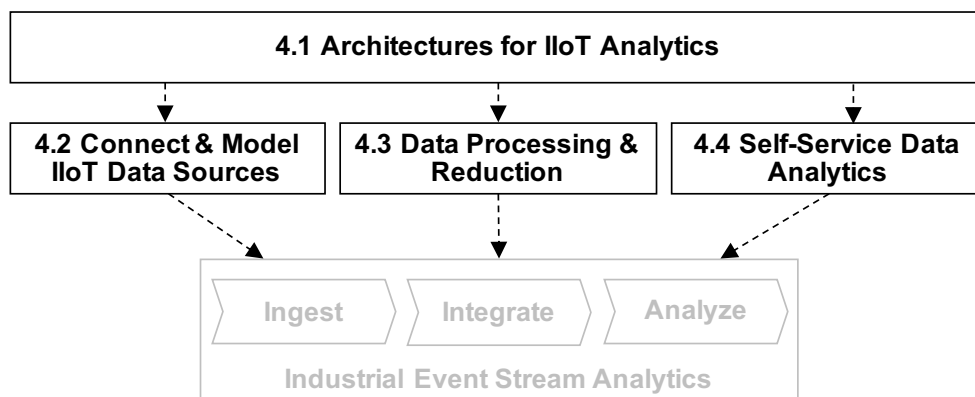 4.1 Architectures for IIoT Analytics
4.2 Connect & Model
IIoT Data Sources
4.3 Data Processing &
Reduction
4.4 Self-Service Data
Analytics
Ingest
Integrate
Analyze
Industrial Event Stream Analytics